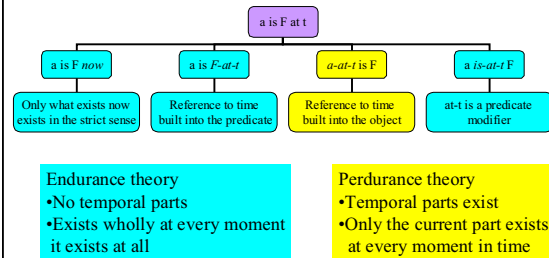 a is F at t
a is F now
a is F-at-t
a-at-t is F
a is-at-t F
Only what exists now
exists in the strict sense
Reference to time
built into the predicate
Reference to time
built into the object
at-t is a predicate
modifier
Endurance theory
•No temporal parts
•Exists wholly at every moment
it exists at all
Perdurance theory
•Temporal parts exist
•Only the current part exists
at every moment in time